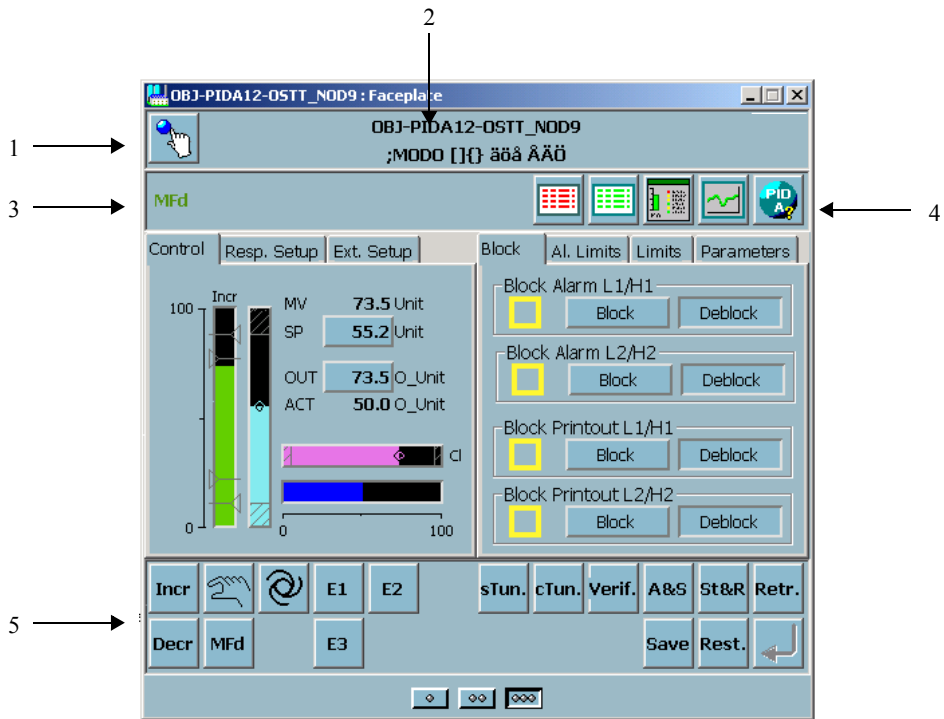 2
OBJ-PIDA12-OSTT_NOD9 : Faceplate
1
OBJ-PIDA12-OSTT_NOD9
;MODO []{} äöå ÂÄÖ
3
MFd
PID A?
4
Control Resp. Setup Ext. Setup
Block Al. Limits Limits Parameters
100
Incr
MV 73.5 Unit
SP 55.2 Unit
OUT 73.5 O_Unit
ACT 50.0 O_Unit
Cl
0
0 100
Block Alarm L1/H1
Block Deblock
Block Alarm L2/H2
Block Deblock
Block Printout L1/H1
Block Deblock
Block Printout L2/H2
Block Deblock
5
Incr E1 E2 sTun. cTun. Verif. A&S St&R Retr.
Decr MFd E3 Save Rest.